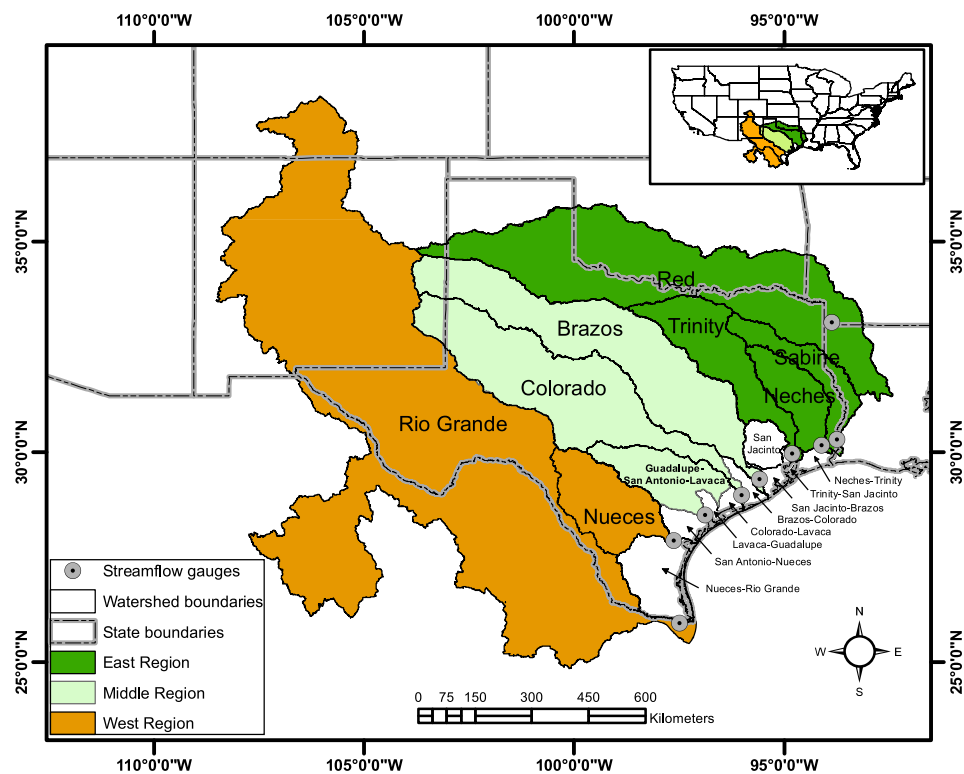 110°0'0"W
105°0'0"W
100°0'0"W
95°0'0"W
35°0'0"N
35°0'0"N
Red
Brazos
Trinity
Sabine
Colorado
Neches
Rio Grande
San
Jacinto
30°0'0"N
30°0'0"N
Guadalupe-
San Antonio-Lavaca
Neches-Trinity
Trinity-San Jacinto
San Jacinto-Brazos
Nueces
Brazos-Colorado
Colorado-Lavaca
Lavaca-Guadalupe
San Antonio-Nueces
Nueces-Rio Grande
Streamflow gauges
Watershed boundaries
State boundaries
East Region
Middle Region
West Region
25°0'0"N
25°0'0"N
N
W
E
S
0 75 150 300 450 600
Kilometers
110°0'0"W
105°0'0"W
100°0'0"W
95°0'0"W